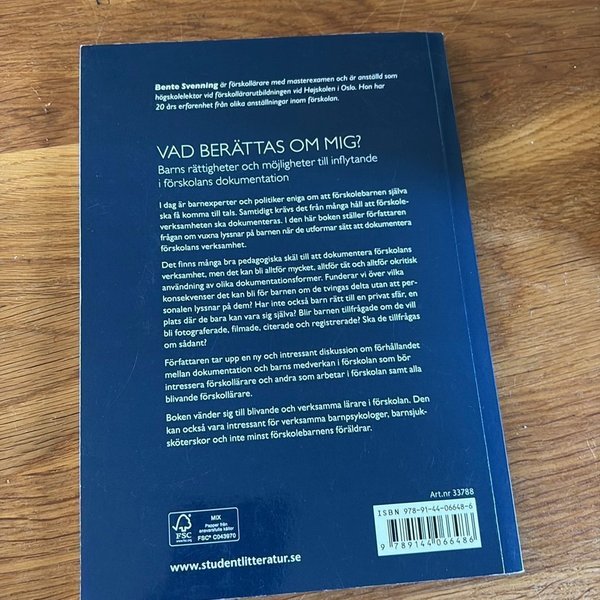 Bente Svenning är förskollärare med masterexamen och är anställd som
högskolelektor vid förskollärarutbildningen vid Højskolen i Oslo. Hon har
20 års erfarenhet från olika anställningar inom förskolan.
VAD BERÄTTAS OM MIG?
Barns rättigheter och möjligheter till inflytande
i förskolans dokumentation
I dag är barnexperter och politiker eniga om att förskolebarnen själva
ska få komma till tals. Samtidigt krävs det från många håll att förskole-
verksamheten ska dokumenteras. I den här boken ställer författaren
frågan om vuxna lyssnar på barnen när de utformar sätt att dokumentera
förskolans verksamhet.
Det finns många bra pedagogiska skäl till att dokumentera förskolans
verksamhet, men det kan bli alltför mycket, alltför tät och alltför okritisk
användning av olika dokumentationsformer. Funderar vi över vilka
konsekvenser det kan bli för barnen om de tvingas delta utan att per-
sonalen lyssnar på dem? Har inte också barn rätt till en privat sfär, en
plats där de bara kan vara sig själva? Blir barnen tillfrågade om de vill
bli fotograferade, filmade, citerade och registrerade? Ska de tillfrågas
om sådant?
Författaren tar upp en ny och intressant diskussion om förhållandet
mellan dokumentation och barns medverkan i förskolan som bör
intressera förskollärare och andra som arbetar i förskolan samt alla
blivande förskollärare.
Boken vänder sig till blivande och verksamma lärare i förskolan. Den
kan också vara intressant för verksamma barnpsykologer, barnsjuk-
sköterskor och inte minst förskolebarnens föräldrar.
Art.nr 33788
ISBN 978-91-44-06648-6
9 789144 066486
FSC
www.fsc.org
MIX
Papper från
ansvarsfulla källor
FSC® C043970
www.studentlitteratur.se